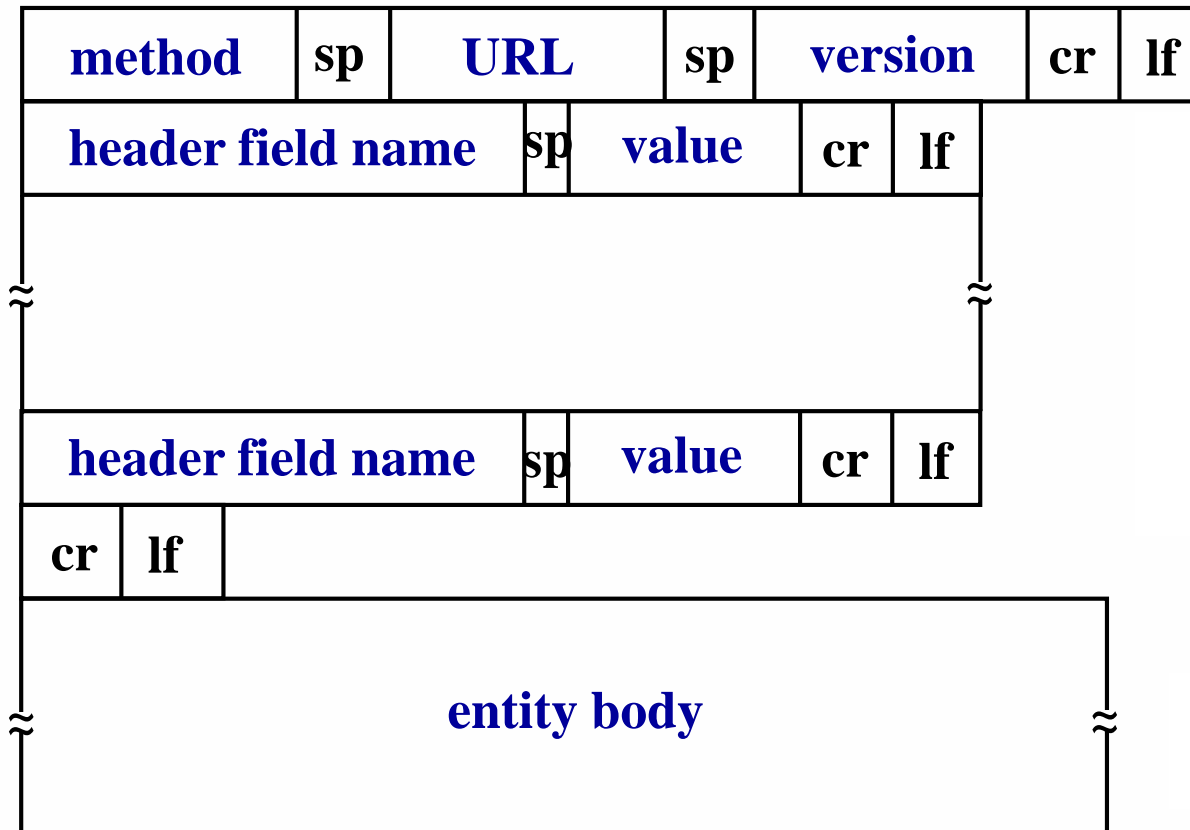 method sp URL sp version cr lf
header field name sp value cr lf
≈ ≈
header field name sp value cr lf
cr lf
entity body
≈ ≈